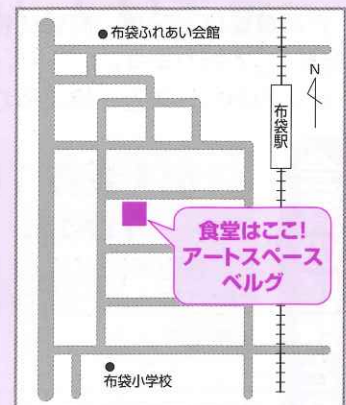 ●布袋ふれあい会館
N
布袋駅
食堂はここ!
アートスペース
ベルグ
●
布袋小学校